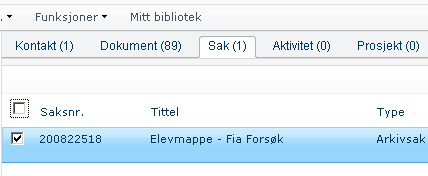 . Funksjoner Mitt bibliotek
Kontakt (1) Dokument (89) Sak (1) Aktivitet (0) Prosjekt (0)
Saksnr. Tittel Type
200822518 Elevmappe - Fia Forsøk Arkivsak